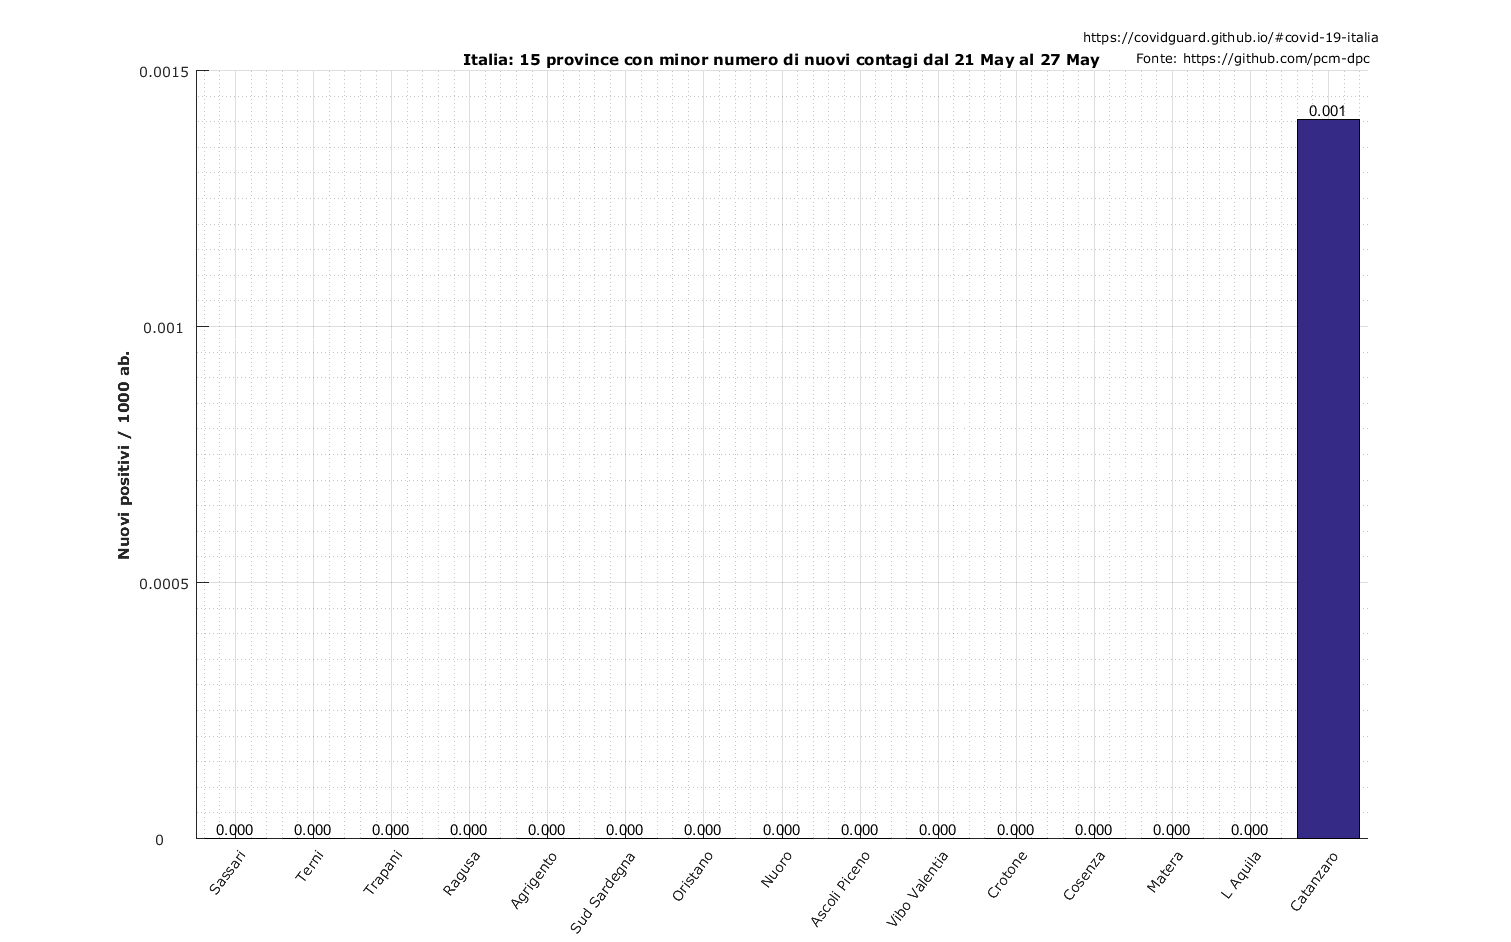 https://covidguard.github.io/#covid-19-italia
Italia: 15 province con minor numero di nuovi contagi dal 21 May al 27 May
Fonte: https://github.com/pcm-dpc
Nuovi positivi / 1000 ab.
0.0015
0.001
0.0005
0
0.000 0.000 0.000 0.000 0.000 0.000 0.000 0.000 0.000 0.000 0.000 0.000 0.000 0.000 0.001
Sassari
Terni
Trapani
Ragusa
Agrigento
Sud Sardegna
Oristano
Nuoro
Ascoli Piceno
Vibo Valentia
Crotone
Cosenza
Matera
L Aquila
Catanzaro